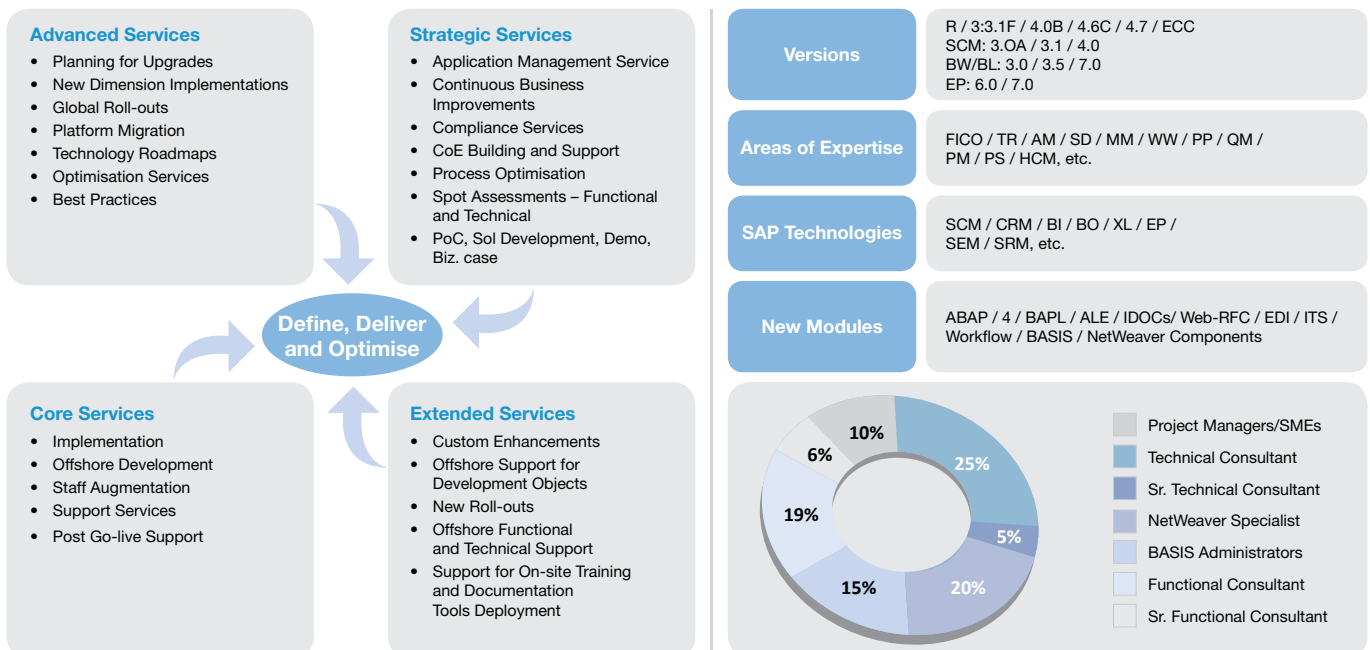 Advanced Services
• Planning for Upgrades
• New Dimension Implementations
• Global Roll-outs
• Platform Migration
• Technology Roadmaps
• Optimisation Services
• Best Practices
Strategic Services
• Application Management Service
• Continuous Business
Improvements
• Compliance Services
• CoE Building and Support
• Process Optimisation
• Spot Assessments – Functional
and Technical
• PoC, Sol Development, Demo,
Biz. case
Define, Deliver
and Optimise
Core Services
• Implementation
• Offshore Development
• Staff Augmentation
• Support Services
• Post Go-live Support
Extended Services
• Custom Enhancements
• Offshore Support for
Development Objects
• New Roll-outs
• Offshore Functional
and Technical Support
• Support for On-site Training
and Documentation
Tools Deployment
Versions
R / 3:3.1F / 4.0B / 4.6C / 4.7 / ECC
SCM: 3.OA / 3.1 / 4.0
BW/BL: 3.0 / 3.5 / 7.0
EP: 6.0 / 7.0
Areas of Expertise
FICO / TR / AM / SD / MM / WW / PP / QM /
PM / PS / HCM, etc.
SAP Technologies
SCM / CRM / BI / BO / XL / EP /
SEM / SRM, etc.
New Modules
ABAP / 4 / BAPL / ALE / IDOCs/ Web-RFC / EDI / ITS /
Workflow / BASIS / NetWeaver Components
10%
25%
5%
20%
15%
19%
6%
Project Managers/SMEs
Technical Consultant
Sr. Technical Consultant
NetWeaver Specialist
BASIS Administrators
Functional Consultant
Sr. Functional Consultant